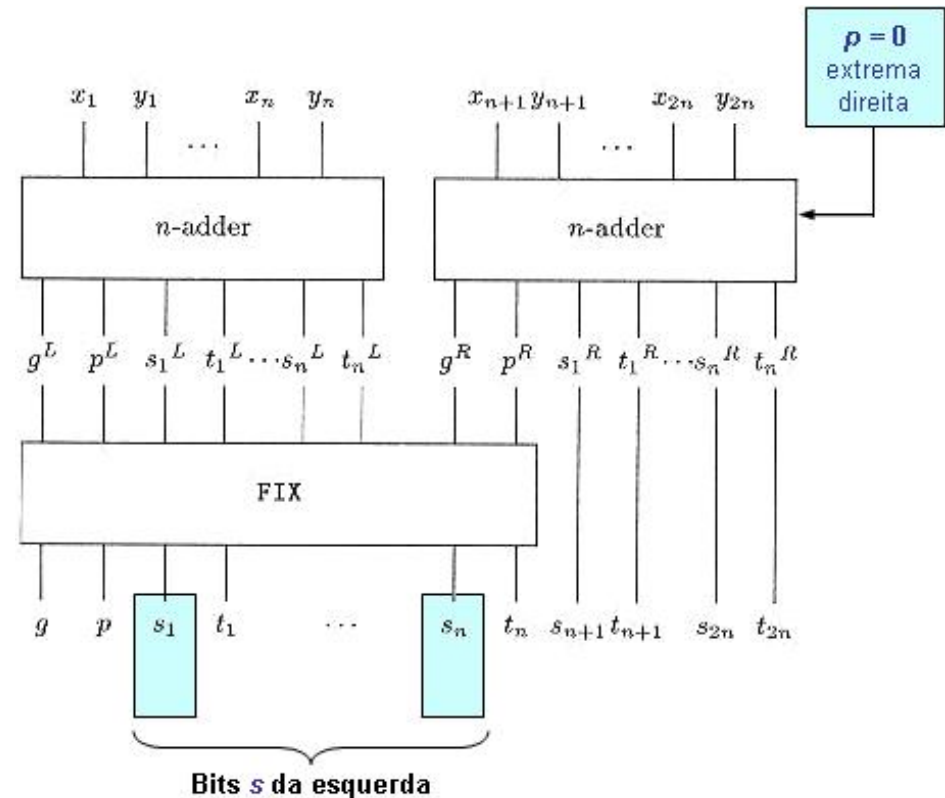 p = 0
extrema
direita
x₁ y₁ ⋯ xₙ yₙ xₙ₊₁ yₙ₊₁ ⋯ x₂ₙ y₂ₙ
n-adder n-adder
g^L p^L s₁^L t₁^L ⋯ sₙ^L tₙ^L g^R p^R s₁^R t₁^R ⋯ sₙ^R tₙ^R
FIX
g p s₁ t₁ ⋯ sₙ tₙ sₙ₊₁ tₙ₊₁ s₂ₙ t₂ₙ
Bits s da esquerda